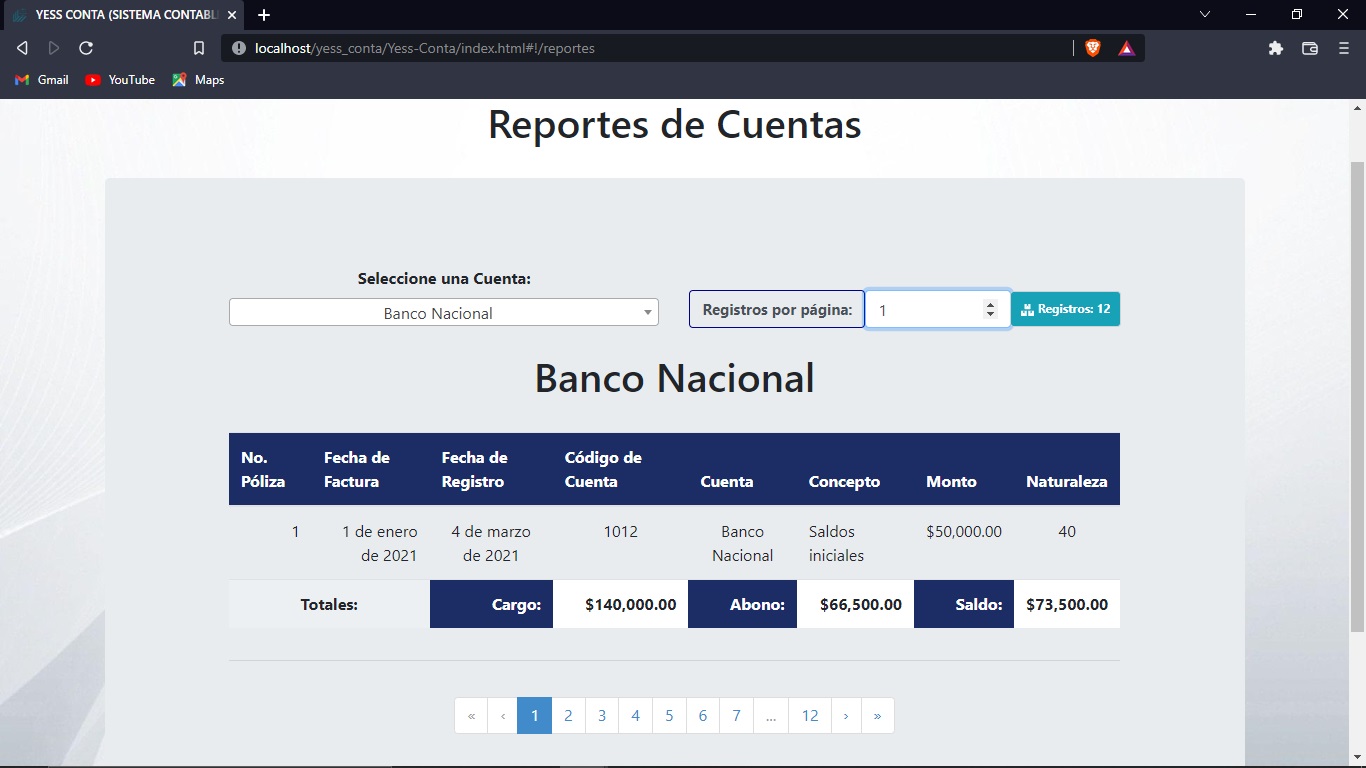 YESS CONTA (SISTEMA CONTABL
localhost/yess_conta/Yess-Conta/index.html#!/reportes
Gmail YouTube Maps
Reportes de Cuentas
Seleccione una Cuenta:
Banco Nacional
Registros por página: 1 Registros: 12
Banco Nacional
No. Póliza Fecha de Factura Fecha de Registro Código de Cuenta Cuenta Concepto Monto Naturaleza
1 1 de enero de 2021 4 de marzo de 2021 1012 Banco Nacional Saldos iniciales $50,000.00 40
Totales: Cargo: $140,000.00 Abono: $66,500.00 Saldo: $73,500.00
« ‹ 1 2 3 4 5 6 7 ... 12 › »